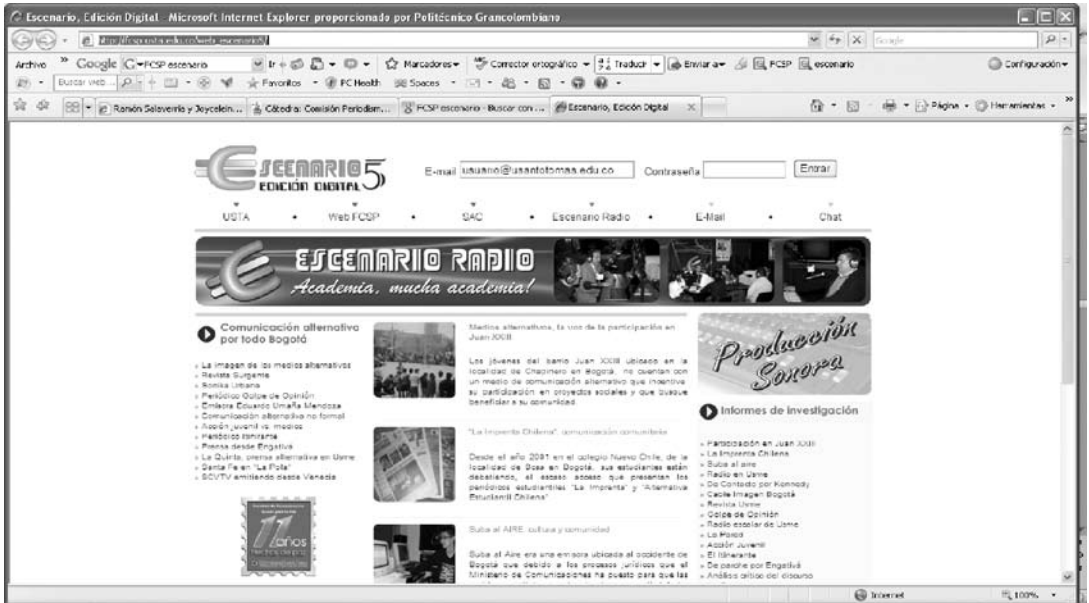 Escenario, Edición Digital - Microsoft Internet Explorer proporcionado por Politécnico Grancolombiano
Google
Archivo » Google G FCSP escenario Ir Marcadores Corrector ortográfico Traducir Enviar a FCSP escenario Configuración
Buscar web... Favoritos PC Health Spaces
Ramón Salaverría y Joycelein... Cátedra: Comisión Periodism... FCSP escenario - Buscar con ... Escenario, Edición Digital Página Herramientas »
ESCENARIO 5
EDICIÓN DIGITAL
E-mail usuario@usantotomas.edu.co Contraseña Entrar
USTA • Web FCSP • SAC • Escenario Radio • E-Mail • Chat
ESCENARIO RADIO
Academia, mucha academia!
Comunicación alternativa
por todo Bogotá
» La imagen de los medios alternativos
» Revista Surgente
» Bonika Urbana
» Periódico Golpe de Opinión
» Emisora Eduardo Umaña Mendoza
» Comunicación alternativa no formal
» Acción juvenil vs. medios
» Periódico Itinirante
» Prensa desde Engativá
» La Quinta, prensa alternativa en Usme
» Santa Fe en "La Pola"
» SCVTV emitiendo desde Venecia
11
años
Medios alternativos, la voz de la participación en
Juan XXIII
Los jóvenes del barrio Juan XXIII ubicado en la
localidad de Chapinero en Bogotá, no cuentan con
un medio de comunicación alternativo que incentive
su participación en proyectos sociales y que busque
beneficiar a su comunidad.
"La Imprenta Chilena", comunicación comunitaria
Desde el año 2001 en el colegio Nuevo Chile, de la
localidad de Bosa en Bogotá, sus estudiantes están
debatiendo, el escaso acceso que presentan los
periódicos estudiantiles "La Imprenta" y "Alternativa
Estudiantil Chilena"
Suba al AIRE, cultura y comunidad
Suba al Aire era una emisora ubicada al occidente de
Bogotá que debido a los procesos jurídicos que el
Ministerio de Comunicaciones ha puesto para que las
Producción
Sonora
Informes de investigación
» Participación en Juan XXIII
» La Imprenta Chilena
» Suba al aire
» Radio en Usme
» De Contacto por Kennedy
» Cable Imagen Bogotá
» Revista Usme
» Golpe de Opinión
» Radio escolar de Usme
» La Pared
» Acción Juvenil
» El Itinerante
» De parche por Engativá
» Análisis crítico del discurso
Internet 100%